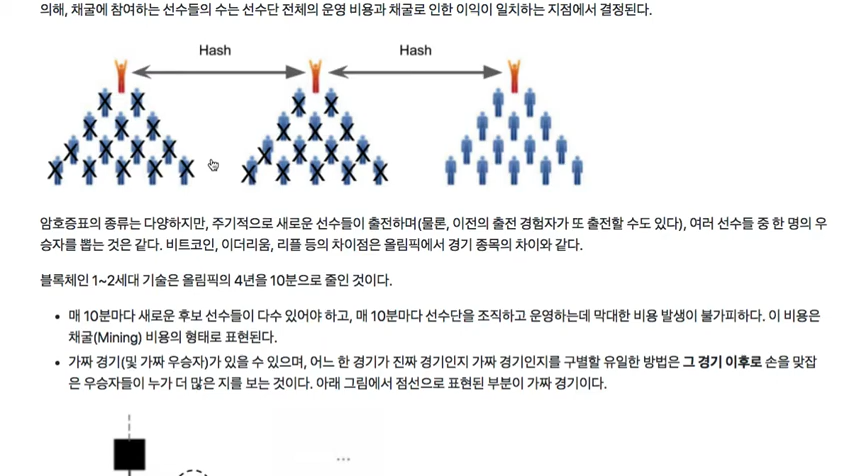 의해, 채굴에 참여하는 선수들의 수는 선수단 전체의 운영 비용과 채굴로 인한 이익이 일치하는 지점에서 결정된다.
Hash
Hash
암호증표의 종류는 다양하지만, 주기적으로 새로운 선수들이 출전하며(물론, 이전의 출전 경험자가 또 출전할 수도 있다), 여러 선수들 중 한 명의 우
승자를 뽑는 것은 같다. 비트코인, 이더리움, 리플 등의 차이점은 올림픽에서 경기 종목의 차이와 같다.
블록체인 1~2세대 기술은 올림픽의 4년을 10분으로 줄인 것이다.
• 매 10분마다 새로운 후보 선수들이 다수 있어야 하고, 매 10분마다 선수단을 조직하고 운영하는데 막대한 비용 발생이 불가피하다. 이 비용은
채굴(Mining) 비용의 형태로 표현된다.
• 가짜 경기(및 가짜 우승자)가 있을 수 있으며, 어느 한 경기가 진짜 경기인지 가짜 경기인지를 구별할 유일한 방법은 그 경기 이후로 손을 맞잡
은 우승자들이 누가 더 많은 지를 보는 것이다. 아래 그림에서 점선으로 표현된 부분이 가짜 경기이다.
...